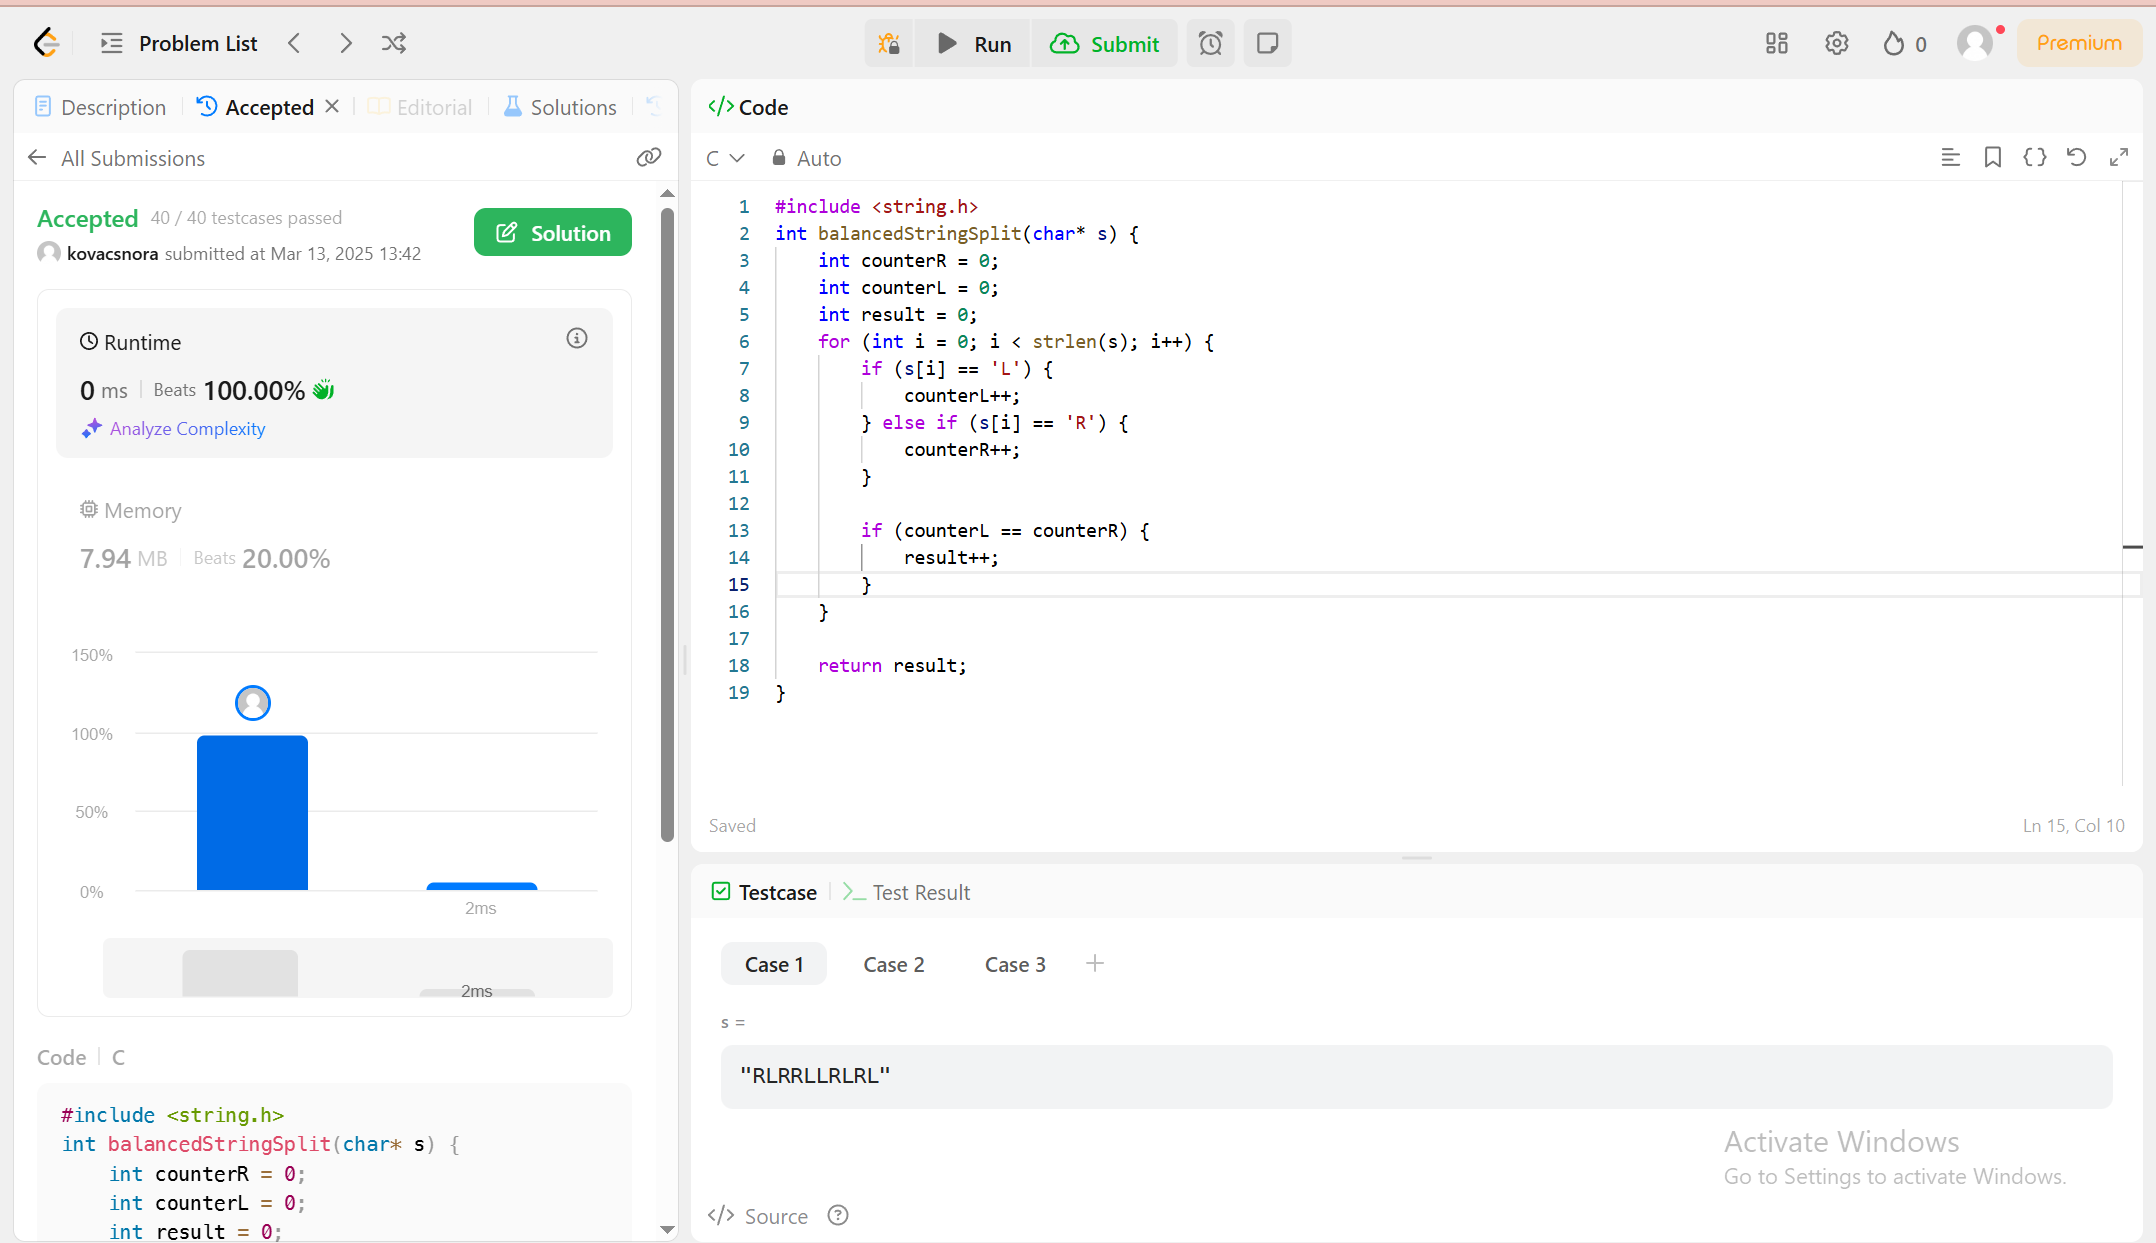 Problem List
Run
Submit
0
Premium
Description
Accepted
Editorial
Solutions
All Submissions
Accepted 40 / 40 testcases passed
kovacsnora submitted at Mar 13, 2025 13:42
Solution
Runtime
0 ms Beats 100.00%
Analyze Complexity
Memory
7.94 MB Beats 20.00%
150%
100%
50%
0%
2ms
2ms
Code C
#include <string.h>
int balancedStringSplit(char* s) {
    int counterR = 0;
    int counterL = 0;
    int result = 0;
</> Code
C
Auto
1 #include <string.h>
2 int balancedStringSplit(char* s) {
3     int counterR = 0;
4     int counterL = 0;
5     int result = 0;
6     for (int i = 0; i < strlen(s); i++) {
7         if (s[i] == 'L') {
8             counterL++;
9         } else if (s[i] == 'R') {
10             counterR++;
11         }
12
13         if (counterL == counterR) {
14             result++;
15         }
16     }
17
18     return result;
19 }
Saved
Ln 15, Col 10
Testcase
Test Result
Case 1
Case 2
Case 3
s =
"RLRRLLRLRL"
Activate Windows
Go to Settings to activate Windows.
</> Source